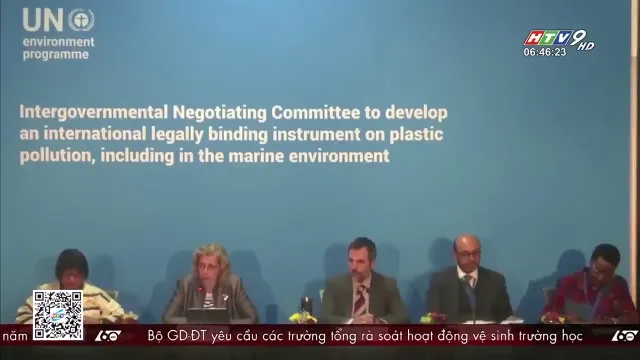 UN
environment
programme
HTV9 HD
06:46:23
Intergovernmental Negotiating Committee to develop
an international legally binding instrument on plastic
pollution, including in the marine environment
năm
Bộ GD-ĐT yêu cầu các trường tổng rà soát hoạt động vệ sinh trường học